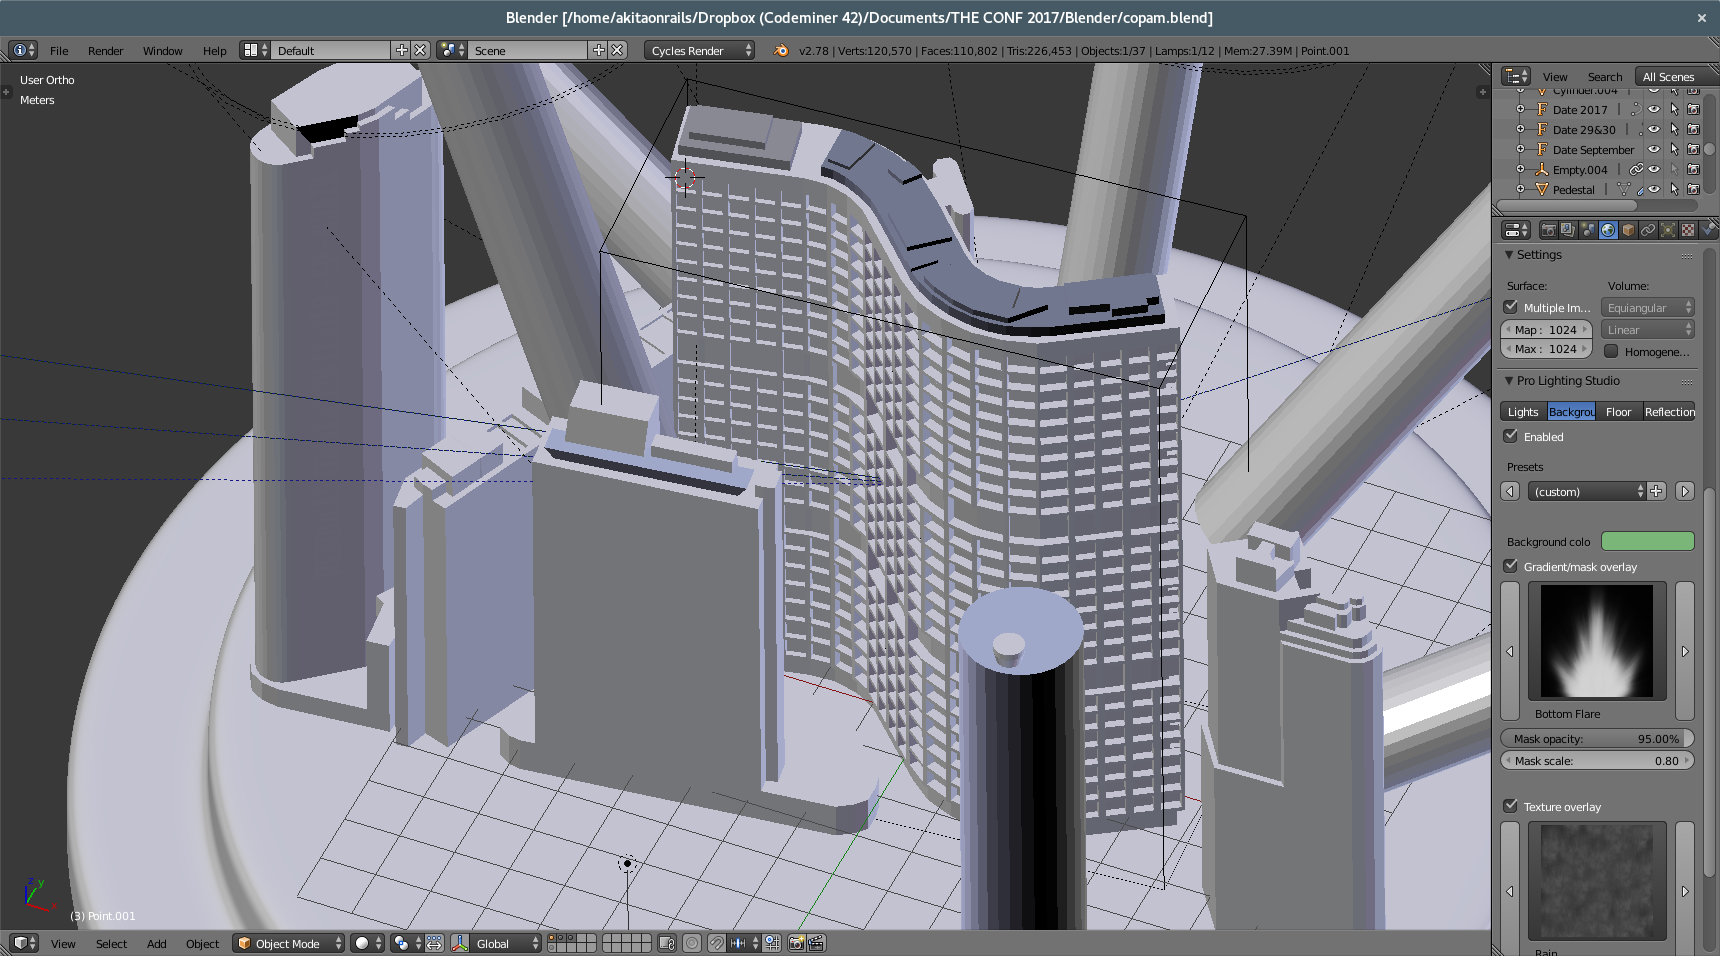 Blender [/home/akitaonrails/Dropbox (Codeminer 42)/Documents/THE CONF 2017/Blender/copam.blend]
File Render Window Help Default Scene Cycles Render v2.78 | Verts:120,570 | Faces:110,802 | Tris:226,453 | Objects:1/37 | Lamps:1/12 | Mem:27.39M | Point.001
User Ortho
Meters
View Search All Scenes
Cylinder.004
Date 2017
Date 29&30
Date September
Empty.004
Pedestal
Settings
Surface: Volume:
Multiple Im... Equiangular
Map: 1024 Linear
Max: 1024 Homogene...
Pro Lighting Studio
Lights Backgrou Floor Reflection
Enabled
Presets
(custom)
Background colo
Gradient/mask overlay
Bottom Flare
Mask opacity: 95.00%
Mask scale: 0.80
Texture overlay
Rain
z y x
(3) Point.001
View Select Add Object Object Mode Global